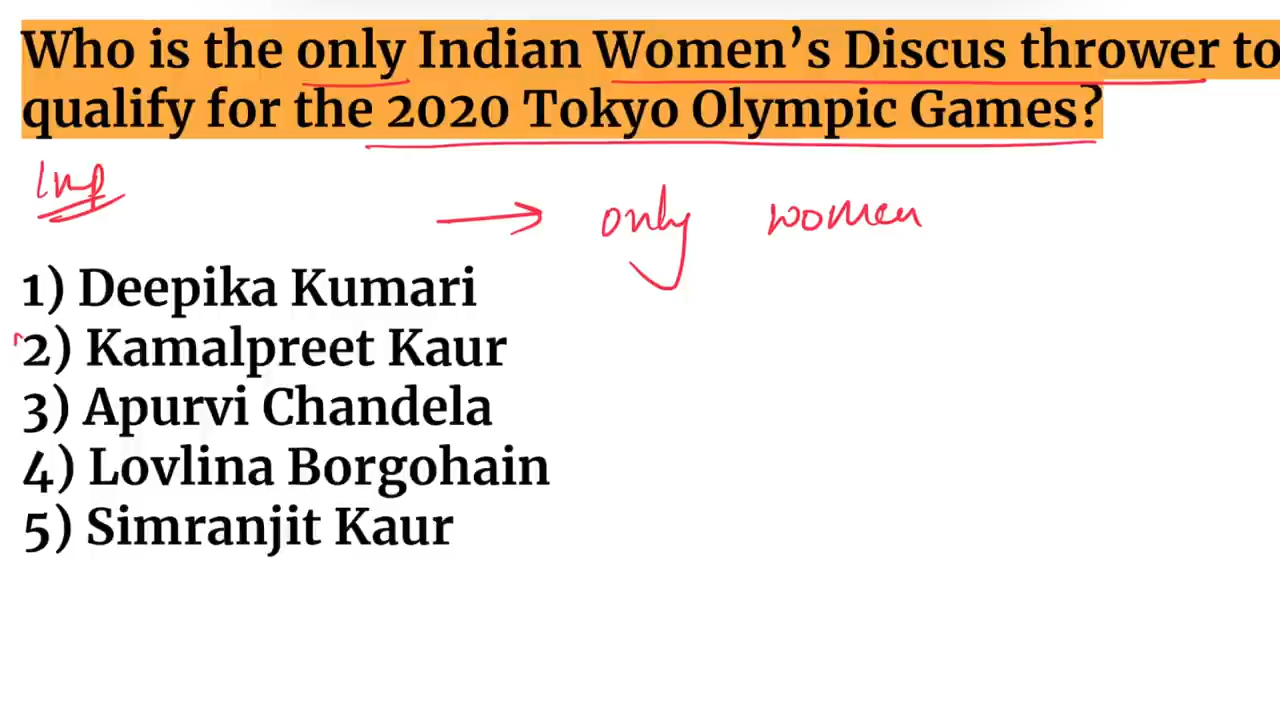 Who is the only Indian Women’s Discus thrower to
qualify for the 2020 Tokyo Olympic Games?
Imp
only women
1) Deepika Kumari
2) Kamalpreet Kaur
3) Apurvi Chandela
4) Lovlina Borgohain
5) Simranjit Kaur